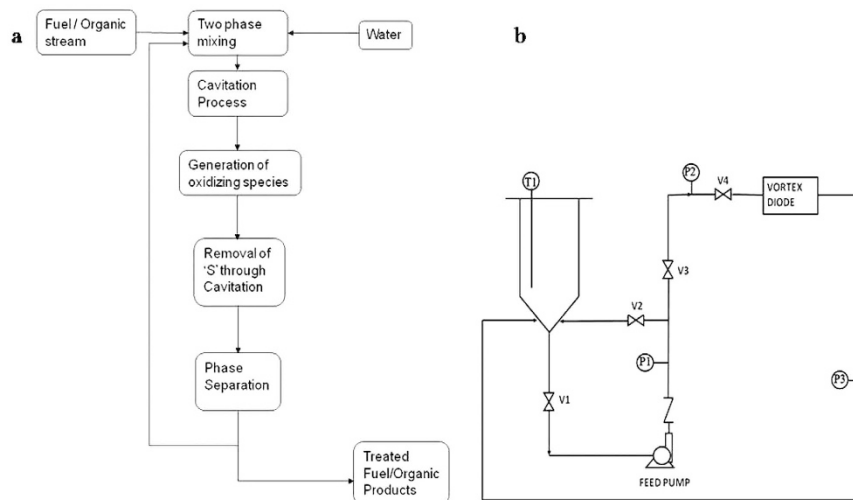 a
Fuel / Organic
stream
Two phase
mixing
Water
Cavitation
Process
Generation of
oxidizing species
Removal of
'S' through
Cavitation
Phase
Separation
Treated
Fuel/Organic
Products
b
T1
P2
V4
VORTEX
DIODE
V3
V2
P1
P3
V1
FEED PUMP